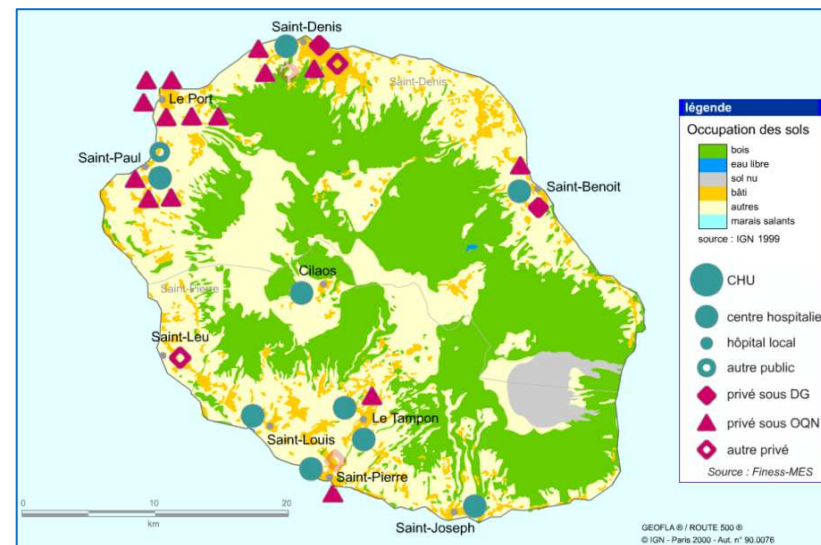 Saint-Denis
Saint-Denis
Le Port
Saint-Paul
Saint-Benoit
Cilaos
Saint-Pierre
Saint-Leu
Le Tampon
Saint-Louis
Saint-Pierre
Saint-Joseph
0 10 20
km
légende
Occupation des sols
bois
eau libre
sol nu
bâti
autres
marais salants
source : IGN 1999
CHU
centre hospitalie
hôpital local
autre public
privé sous DG
privé sous OQN
autre privé
Source : Finess-MES
GEOFLA ® / ROUTE 500 ®
© IGN - Paris 2000 - Aut. n° 90.0076